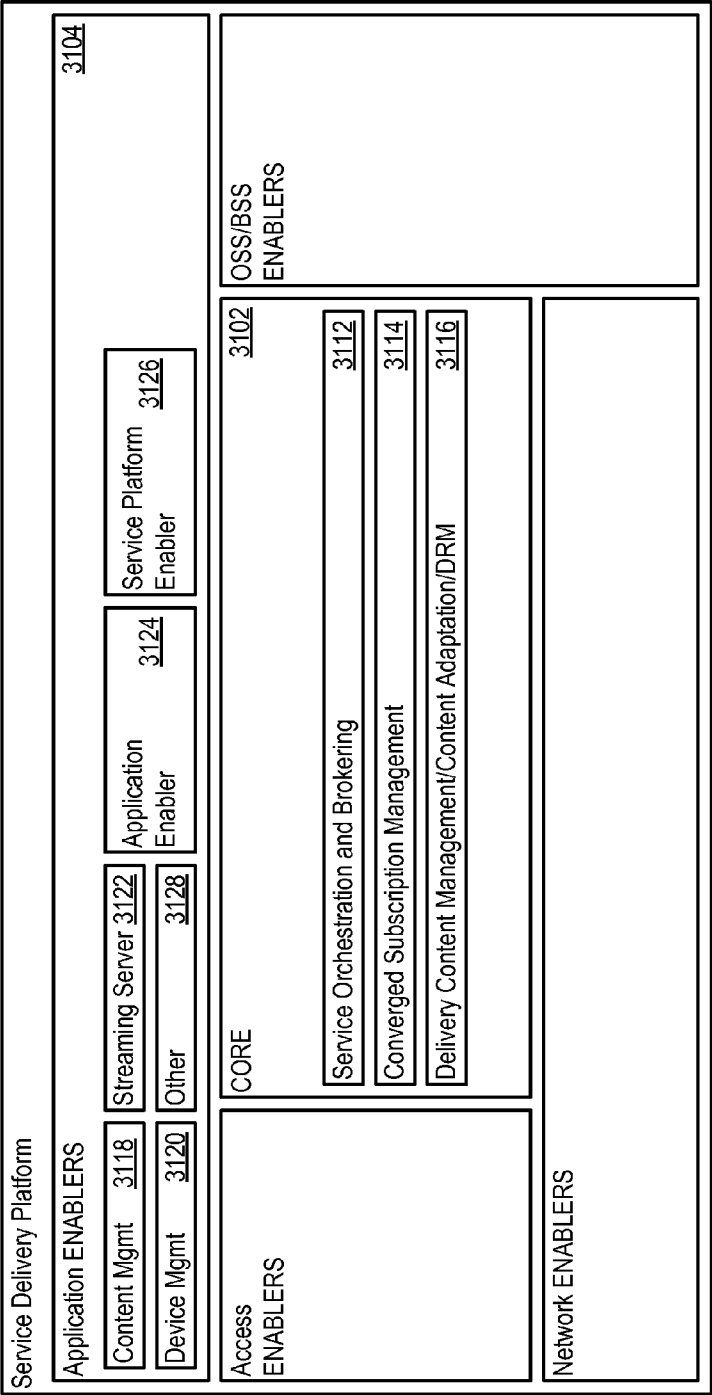 Service Delivery Platform
Application ENABLERS
3104
Content Mgmt 3118
Streaming Server 3122
Device Mgmt 3120
Other 3128
Application
Enabler
3124
Service Platform
Enabler
3126
Access
ENABLERS
CORE
3102
Service Orchestration and Brokering 3112
Converged Subscription Management 3114
Delivery Content Management/Content Adaptation/DRM 3116
OSS/BSS
ENABLERS
Network ENABLERS